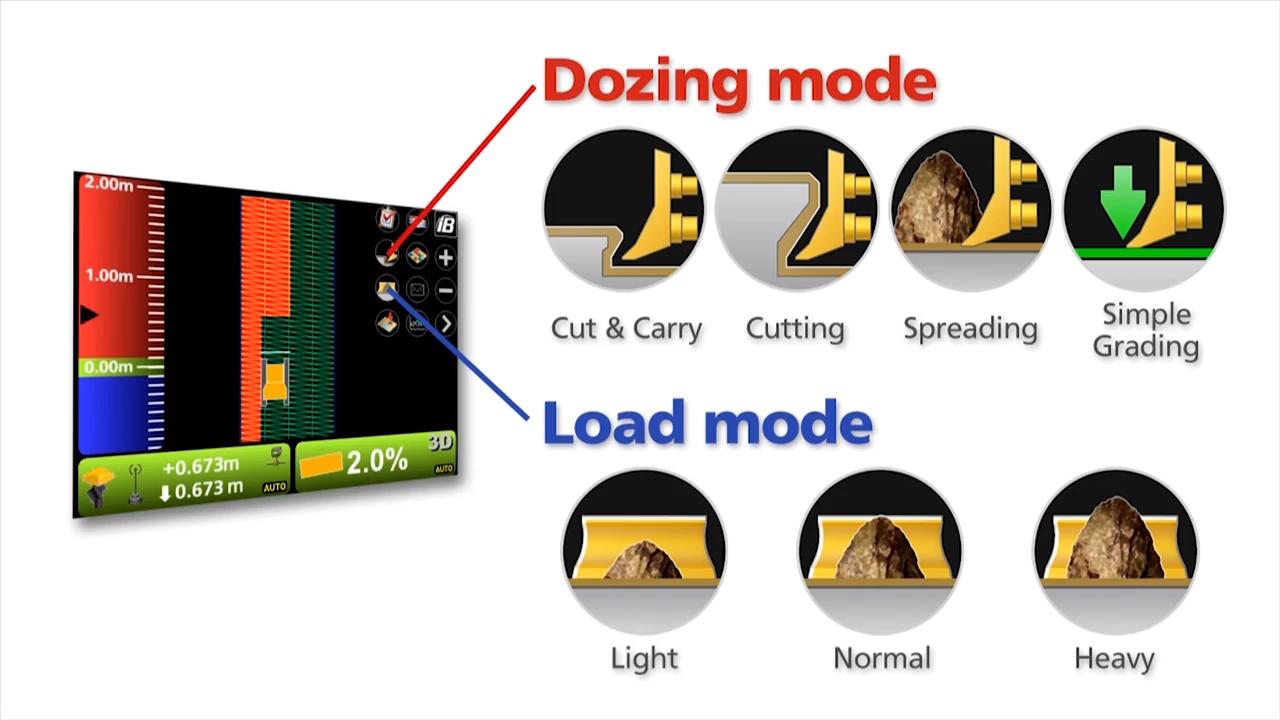 Dozing mode
Cut & Carry
Cutting
Spreading
Simple
Grading
Load mode
Light
Normal
Heavy
2.00m
1.00m
0.00m
iB
+0.673m
0.673 m
AUTO
2.0%
3D
AUTO